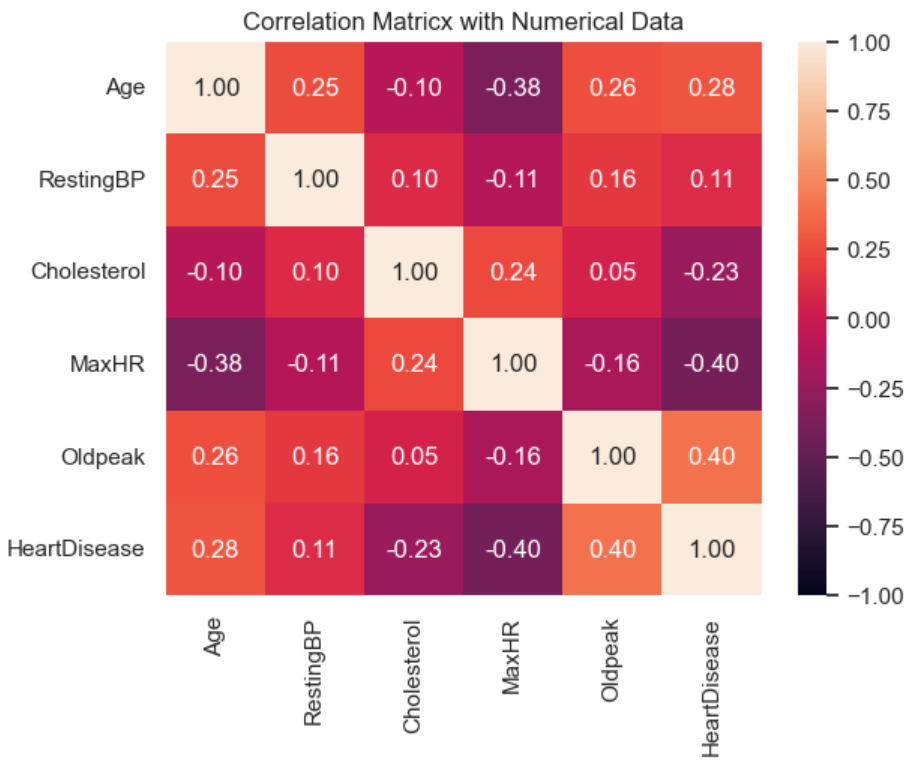 Correlation Matricx with Numerical Data
Age 1.00 0.25 -0.10 -0.38 0.26 0.28
RestingBP 0.25 1.00 0.10 -0.11 0.16 0.11
Cholesterol -0.10 0.10 1.00 0.24 0.05 -0.23
MaxHR -0.38 -0.11 0.24 1.00 -0.16 -0.40
Oldpeak 0.26 0.16 0.05 -0.16 1.00 0.40
HeartDisease 0.28 0.11 -0.23 -0.40 0.40 1.00
Age
RestingBP
Cholesterol
MaxHR
Oldpeak
HeartDisease
1.00
0.75
0.50
0.25
0.00
−0.25
−0.50
−0.75
−1.00